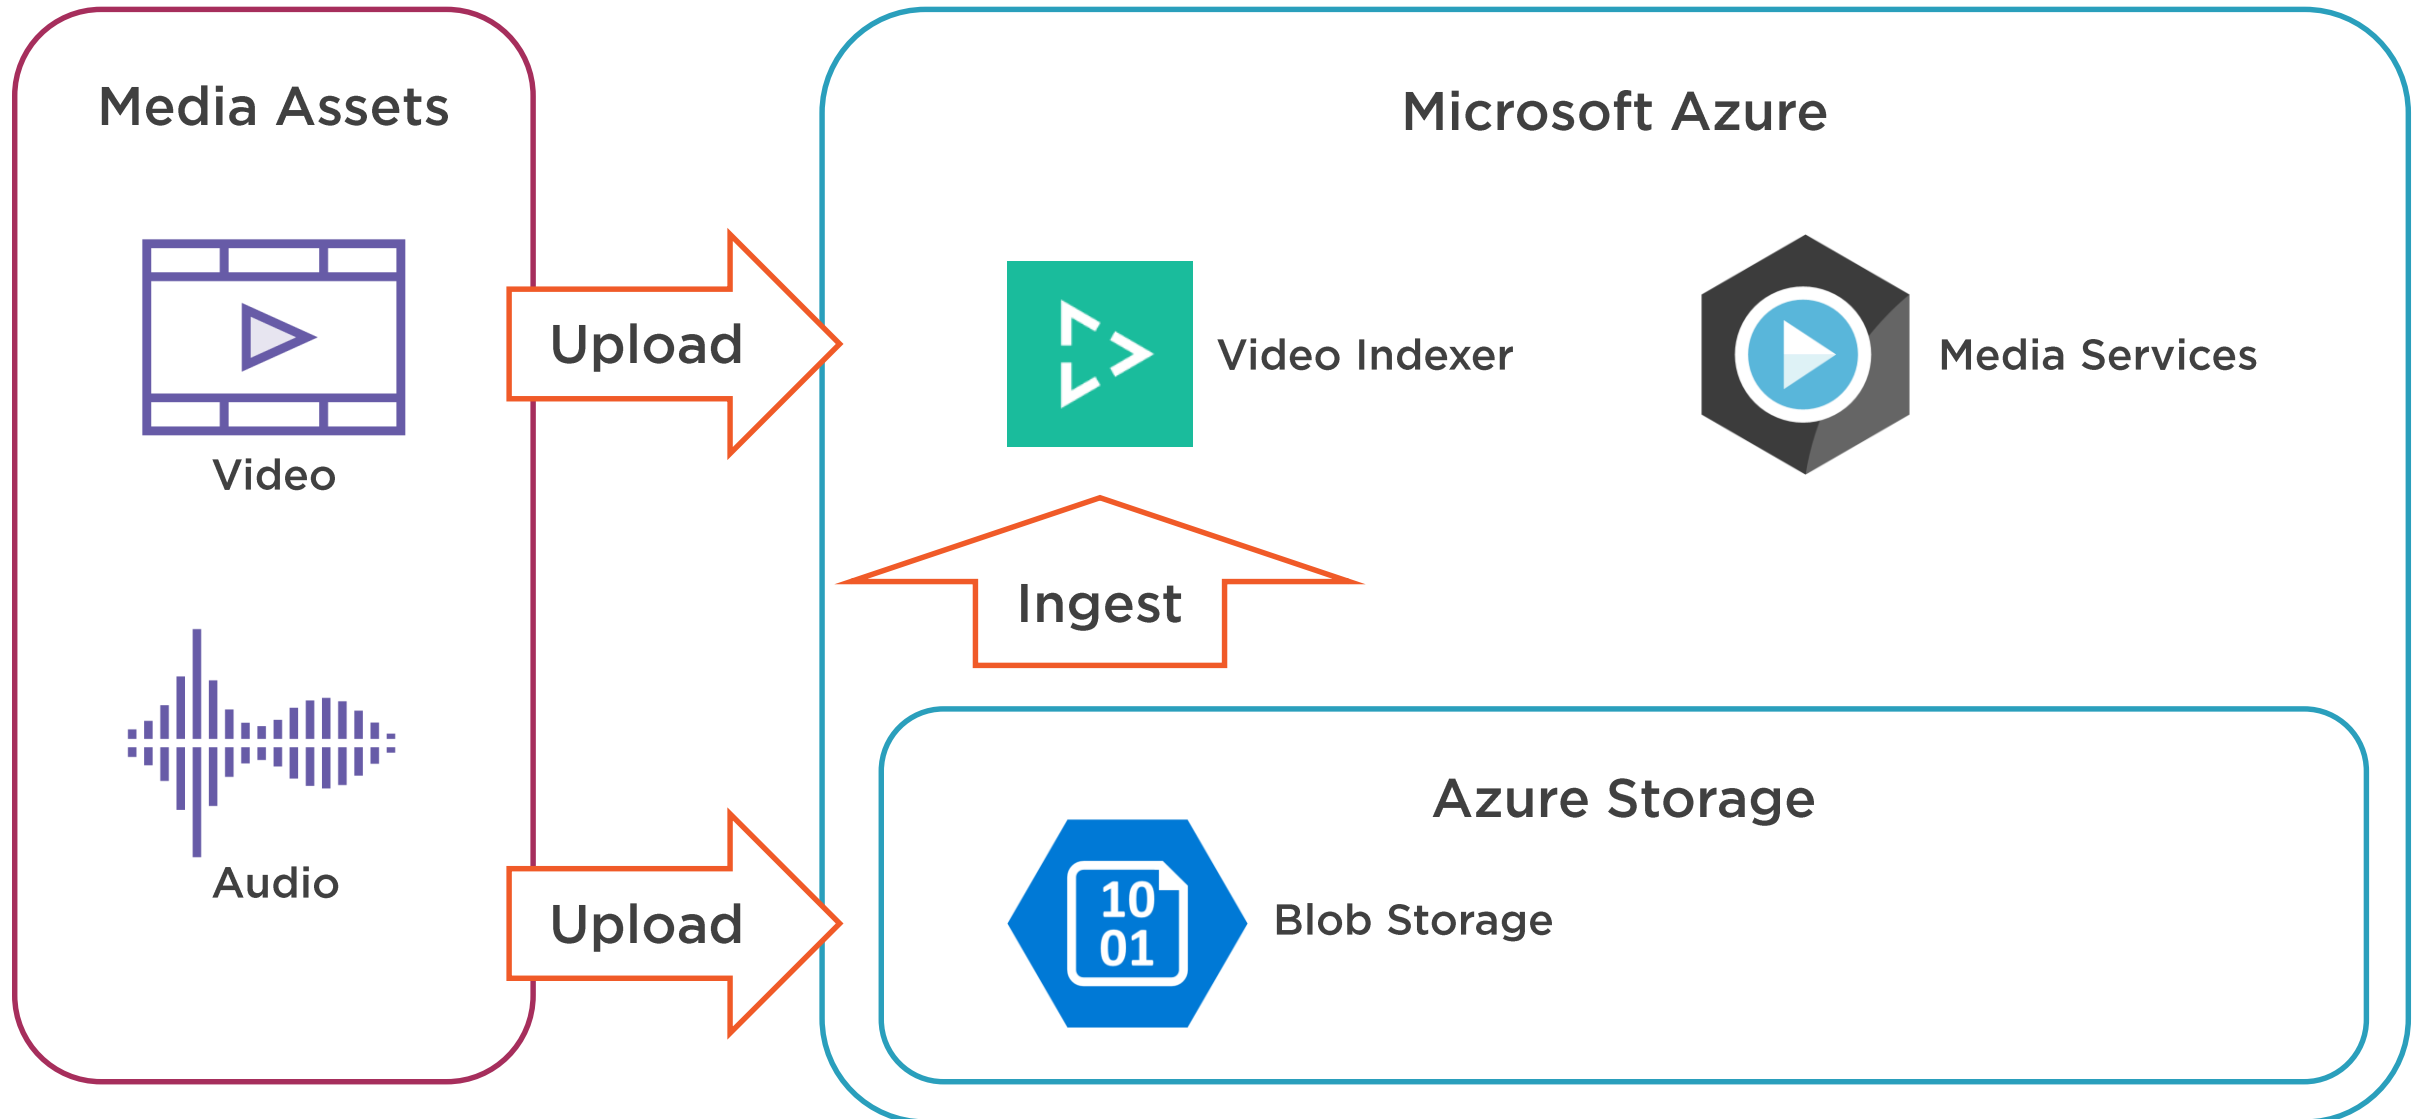 Media Assets
Video
Audio
Upload
Upload
Microsoft Azure
Video Indexer
Media Services
Ingest
Azure Storage
10
01
Blob Storage